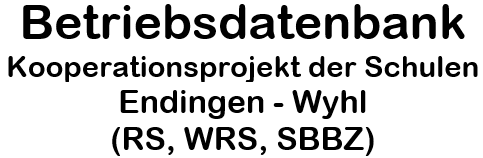 Betriebsdatenbank
Kooperationsprojekt der Schulen
Endingen - Wyhl
(RS, WRS, SBBZ)